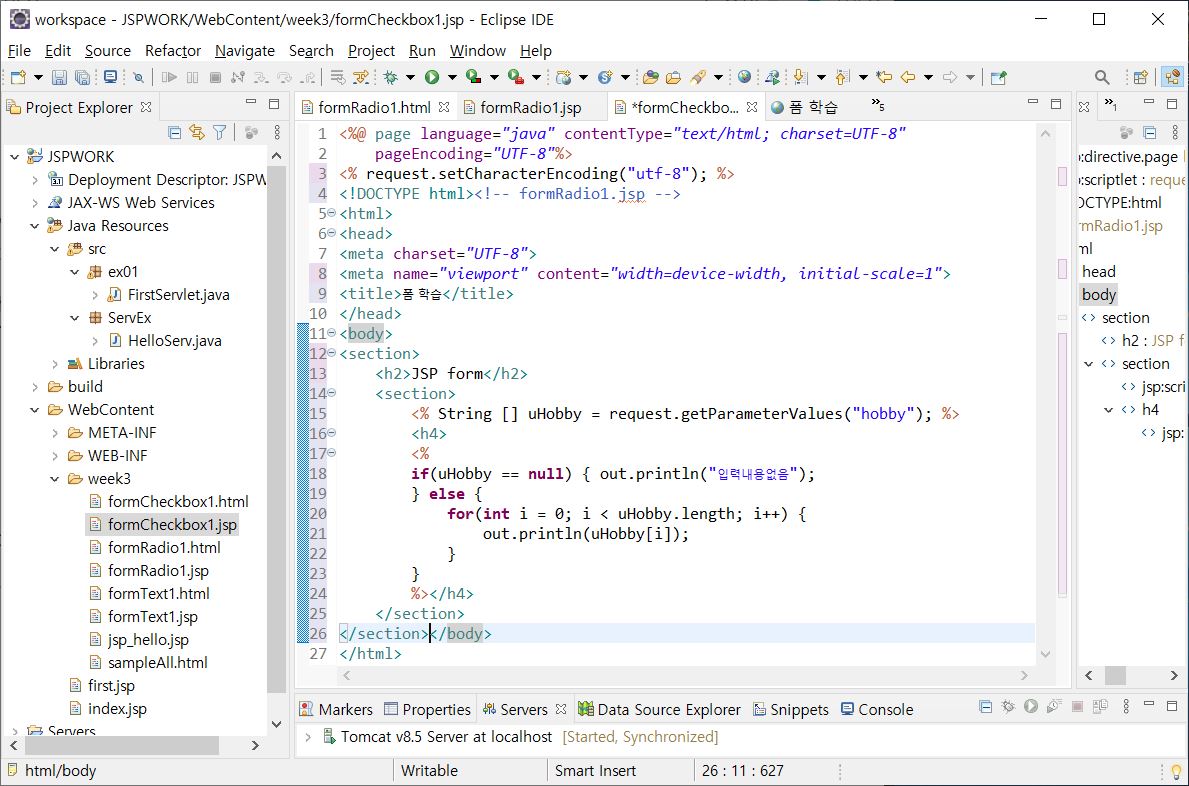 workspace - JSPWORK/WebContent/week3/formCheckbox1.jsp - Eclipse IDE
File Edit Source Refactor Navigate Search Project Run Window Help
Project Explorer
JSPWORK
Deployment Descriptor: JSPW
JAX-WS Web Services
Java Resources
src
ex01
FirstServlet.java
ServEx
HelloServ.java
Libraries
build
WebContent
META-INF
WEB-INF
week3
formCheckbox1.html
formCheckbox1.jsp
formRadio1.html
formRadio1.jsp
formText1.html
formText1.jsp
jsp_hello.jsp
sampleAll.html
first.jsp
index.jsp
Servers
formRadio1.html formRadio1.jsp *formCheckbo... 폼 학습 »5
1 <%@ page language="java" contentType="text/html; charset=UTF-8"
2 pageEncoding="UTF-8"%>
3 <% request.setCharacterEncoding("utf-8"); %>
4 <!DOCTYPE html><!-- formRadio1.jsp -->
5 <html>
6 <head>
7 <meta charset="UTF-8">
8 <meta name="viewport" content="width=device-width, initial-scale=1">
9 <title>폼 학습</title>
10 </head>
11 <body>
12 <section>
13 <h2>JSP form</h2>
14 <section>
15 <% String [] uHobby = request.getParameterValues("hobby"); %>
16 <h4>
17 <%
18 if(uHobby == null) { out.println("입력내용없음");
19 } else {
20 for(int i = 0; i < uHobby.length; i++) {
21 out.println(uHobby[i]);
22 }
23 }
24 %></h4>
25 </section>
26 </section></body>
27 </html>
»1
p:directive.page l
p:scriptlet : reque
OCTYPE:html
rmRadio1.jsp
ml
head
body
section
h2 : JSP f
section
jsp:scri
h4
jsp:
Markers Properties Servers Data Source Explorer Snippets Console
Tomcat v8.5 Server at localhost [Started, Synchronized]
html/body Writable Smart Insert 26 : 11 : 627